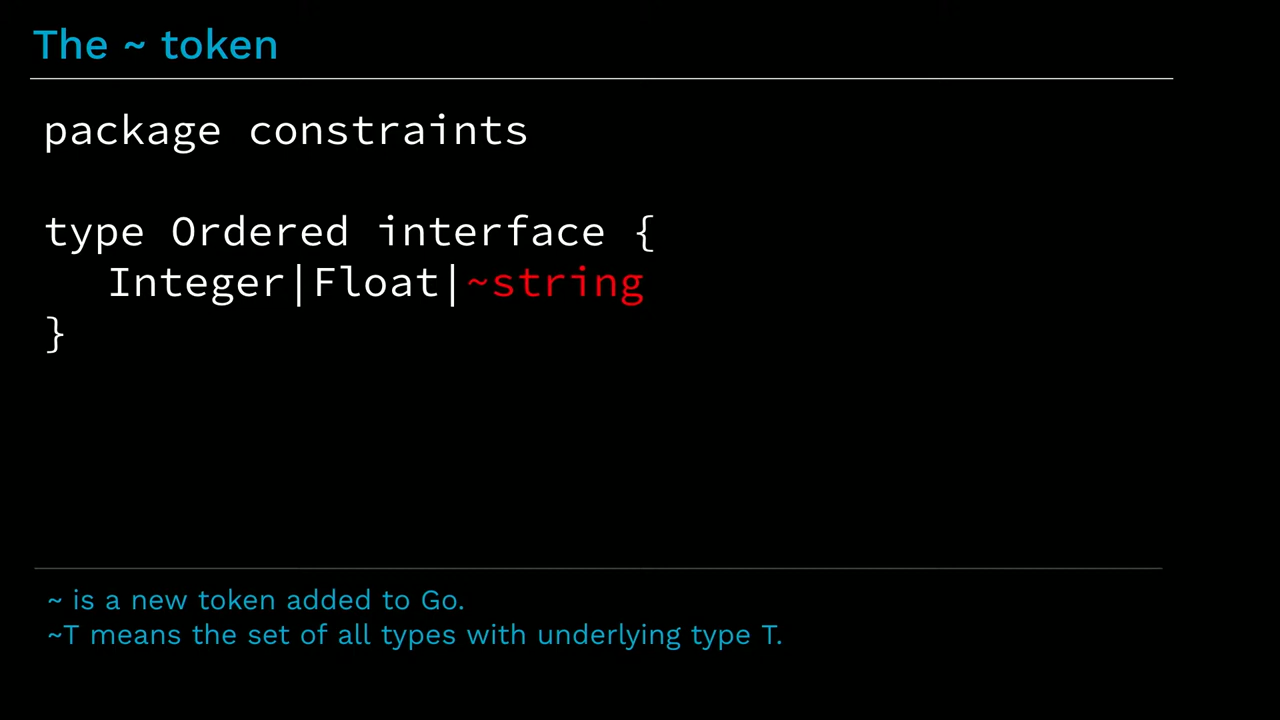 The ~ token
package constraints
type Ordered interface {
Integer|Float|~string
}
~ is a new token added to Go.
~T means the set of all types with underlying type T.